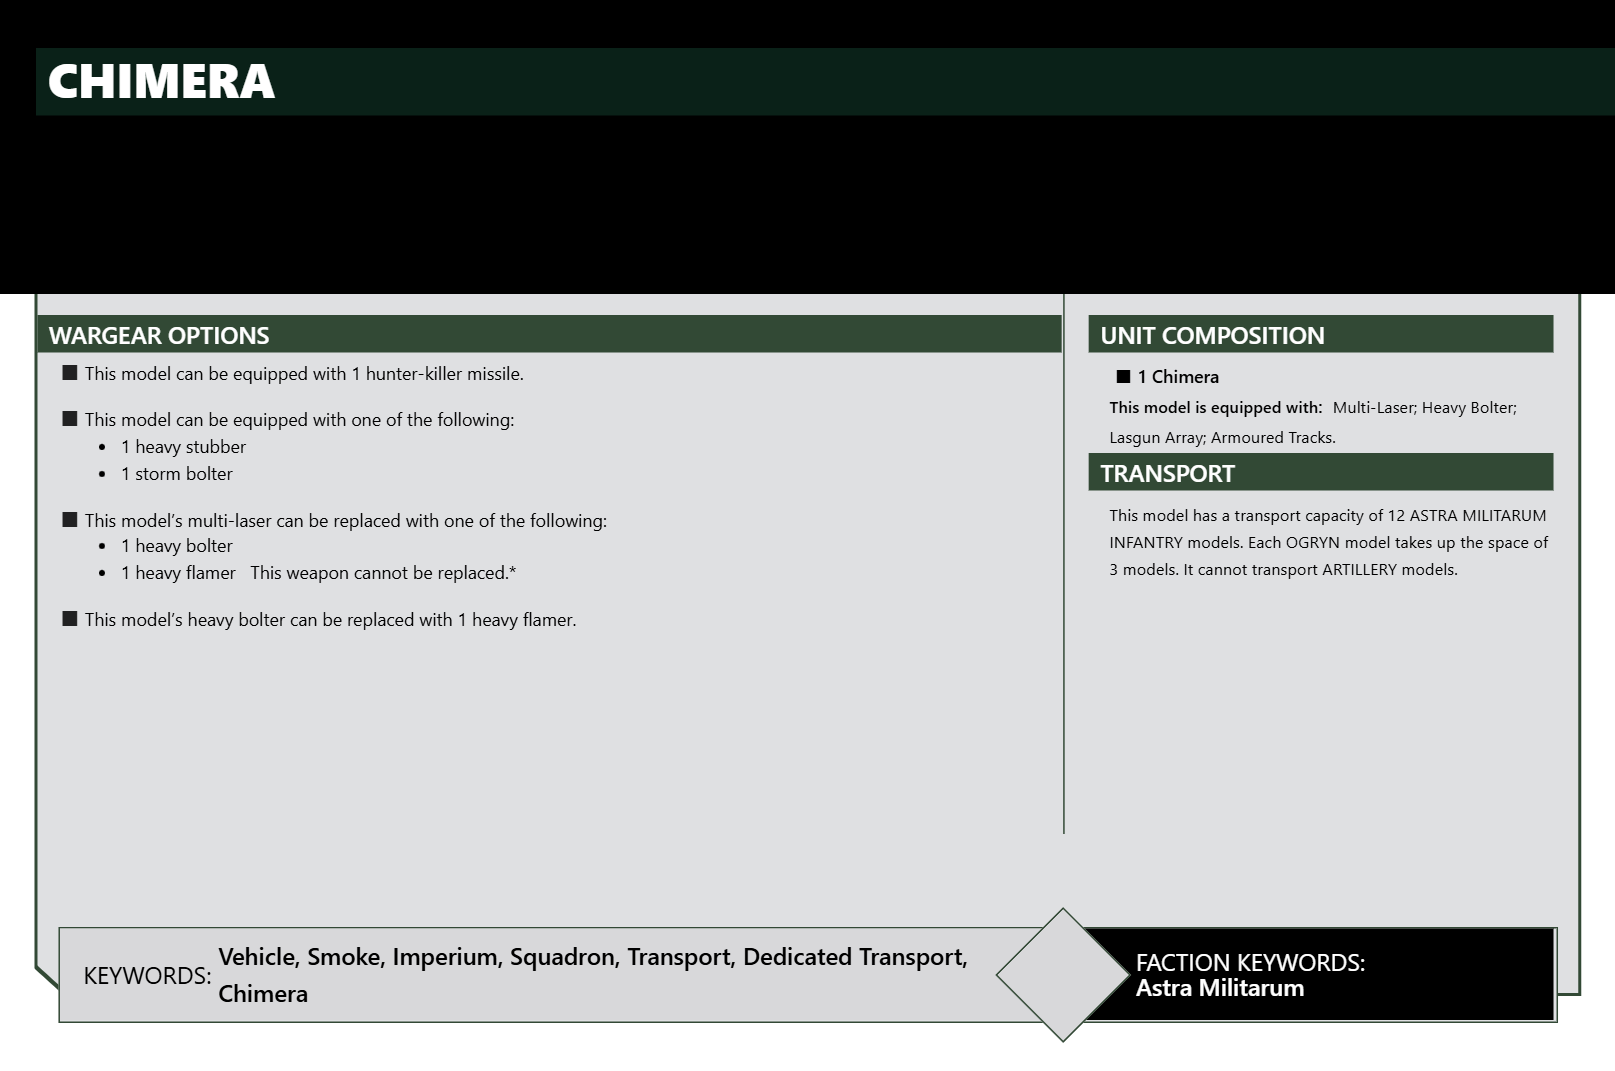 CHIMERA
WARGEAR OPTIONS
■ This model can be equipped with 1 hunter-killer missile.
■ This model can be equipped with one of the following:
• 1 heavy stubber
• 1 storm bolter
■ This model’s multi-laser can be replaced with one of the following:
• 1 heavy bolter
• 1 heavy flamer   This weapon cannot be replaced.*
■ This model’s heavy bolter can be replaced with 1 heavy flamer.
UNIT COMPOSITION
■ 1 Chimera
This model is equipped with:  Multi-Laser; Heavy Bolter;
Lasgun Array; Armoured Tracks.
TRANSPORT
This model has a transport capacity of 12 ASTRA MILITARUM
INFANTRY models. Each OGRYN model takes up the space of
3 models. It cannot transport ARTILLERY models.
KEYWORDS: Vehicle, Smoke, Imperium, Squadron, Transport, Dedicated Transport,
Chimera
FACTION KEYWORDS:
Astra Militarum